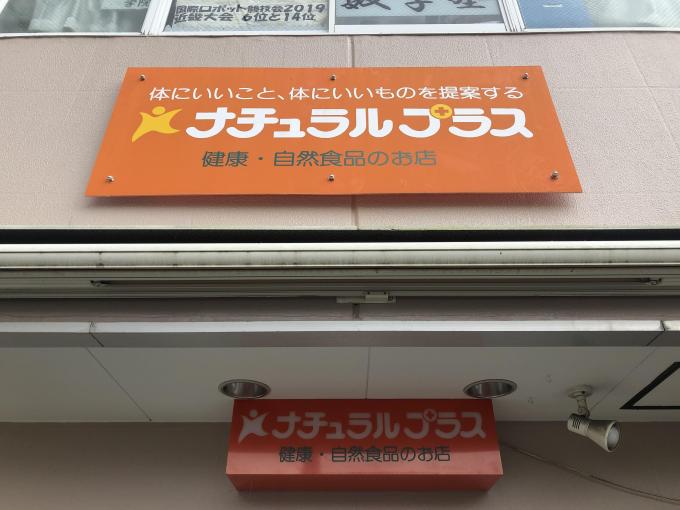 国際ロボット競技会2019
近畿大会 6位と14位
体にいいこと、体にいいものを提案する
ナチュラルプラス
健康・自然食品のお店
ナチュラルプラス
健康・自然食品のお店